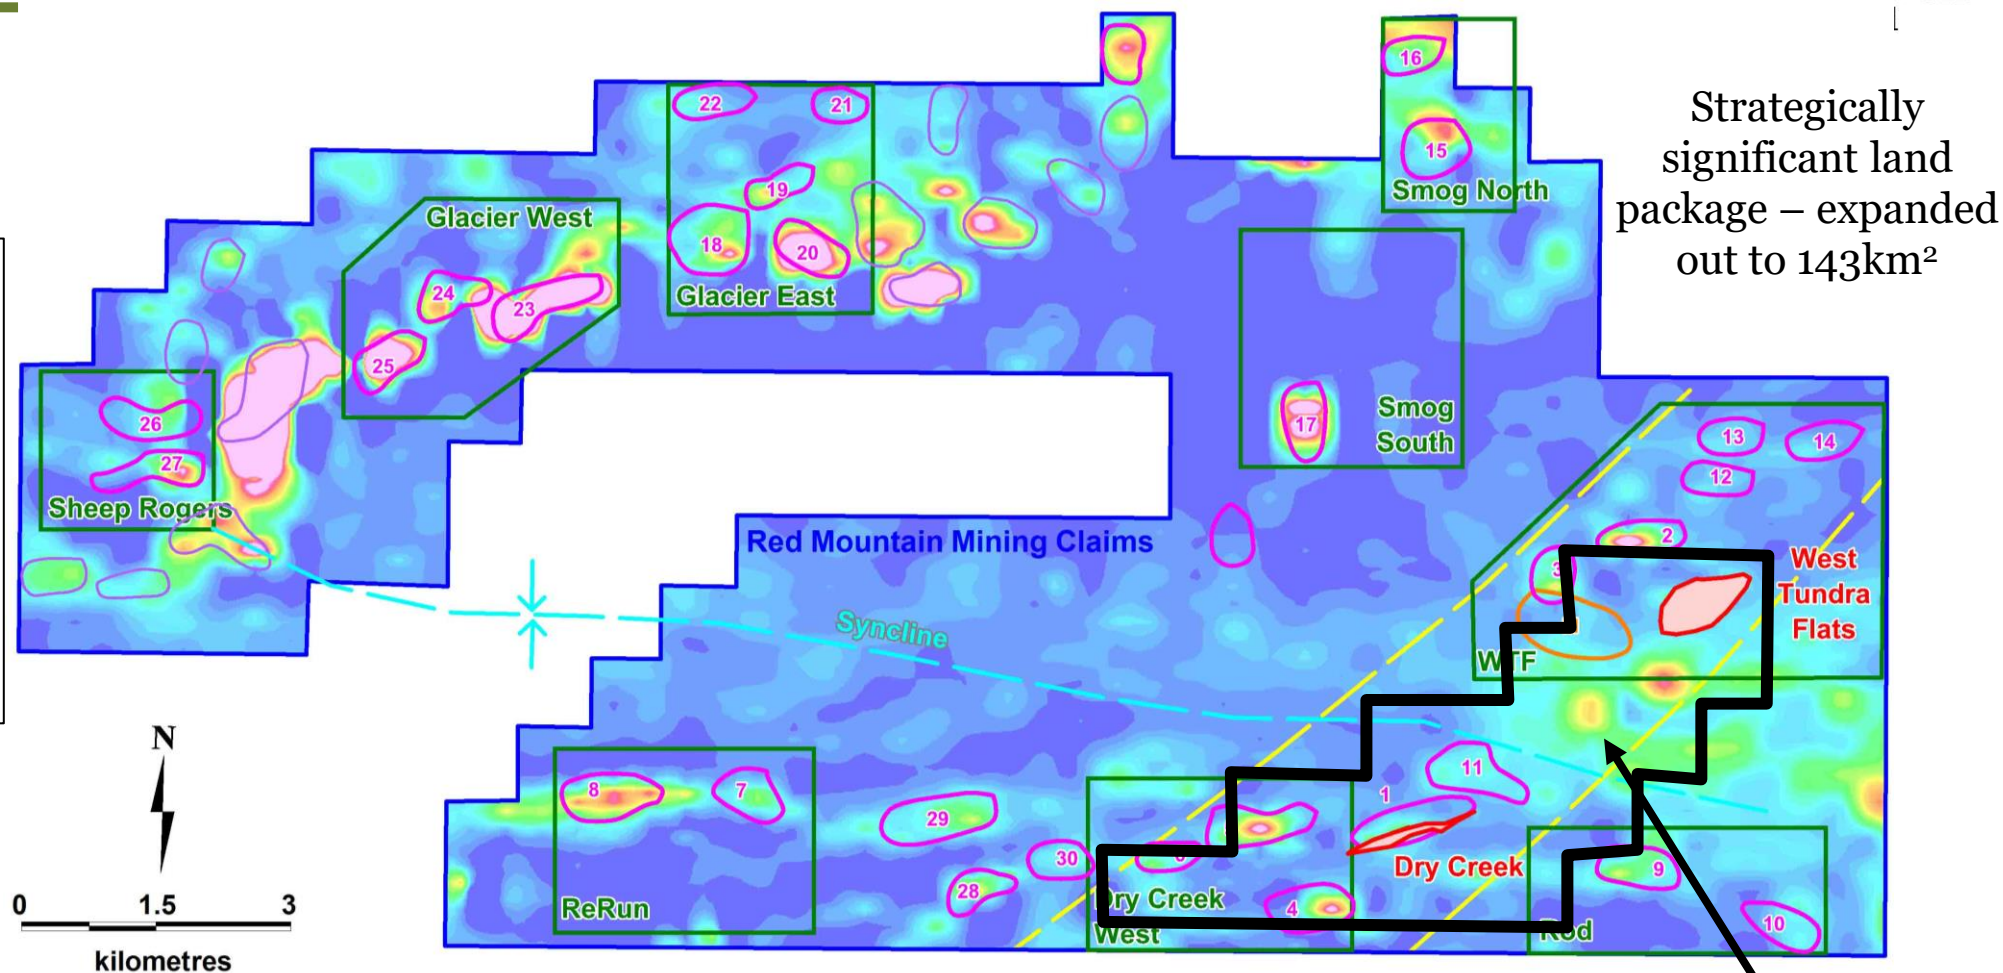 Strategically
significant land
package – expanded
out to 143km²
16
15
Smog North
22
21
19
18
20
Glacier East
Glacier West
24
23
25
26
27
Sheep Rogers
17
Smog
South
13
14
12
2
3
West
Tundra
Flats
WTF
Red Mountain Mining Claims
Syncline
N
0
1.5
3
kilometres
8
7
ReRun
29
30
28
11
1
Dry Creek
Dry Creek
West
4
9
10
Rod